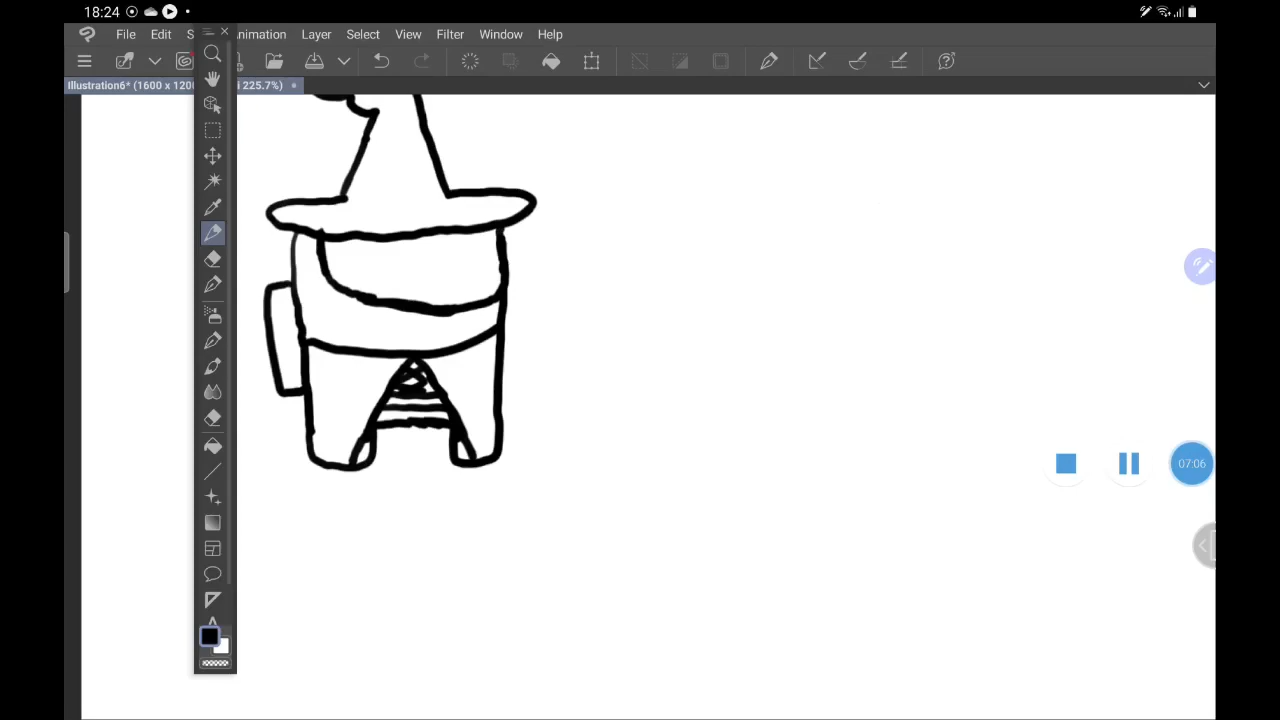 18:24
File Edit S nimation Layer Select View Filter Window Help
Illustration6* (1600 x 120 i 225.7%)
07:06